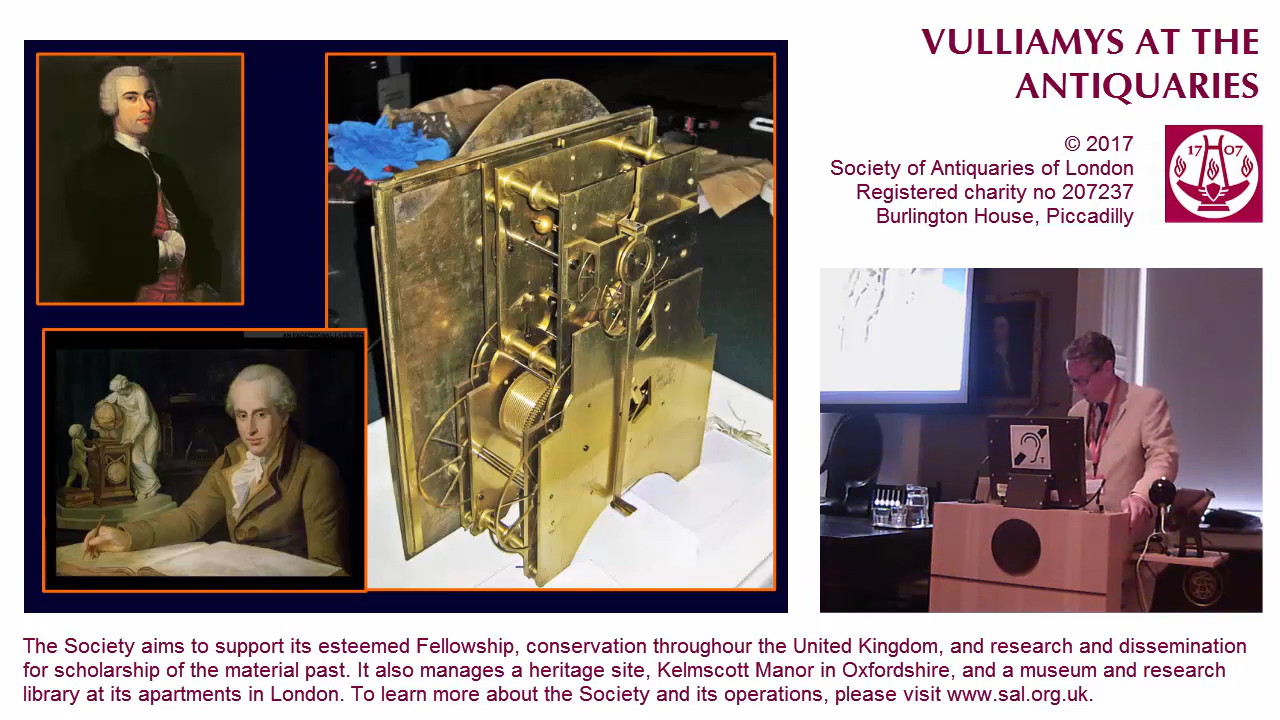 VULLIAMYS AT THE
ANTIQUARIES
© 2017
Society of Antiquaries of London
Registered charity no 207237
Burlington House, Piccadilly
17 07
T
The Society aims to support its esteemed Fellowship, conservation throughour the United Kingdom, and research and dissemination
for scholarship of the material past. It also manages a heritage site, Kelmscott Manor in Oxfordshire, and a museum and research
library at its apartments in London. To learn more about the Society and its operations, please visit www.sal.org.uk.